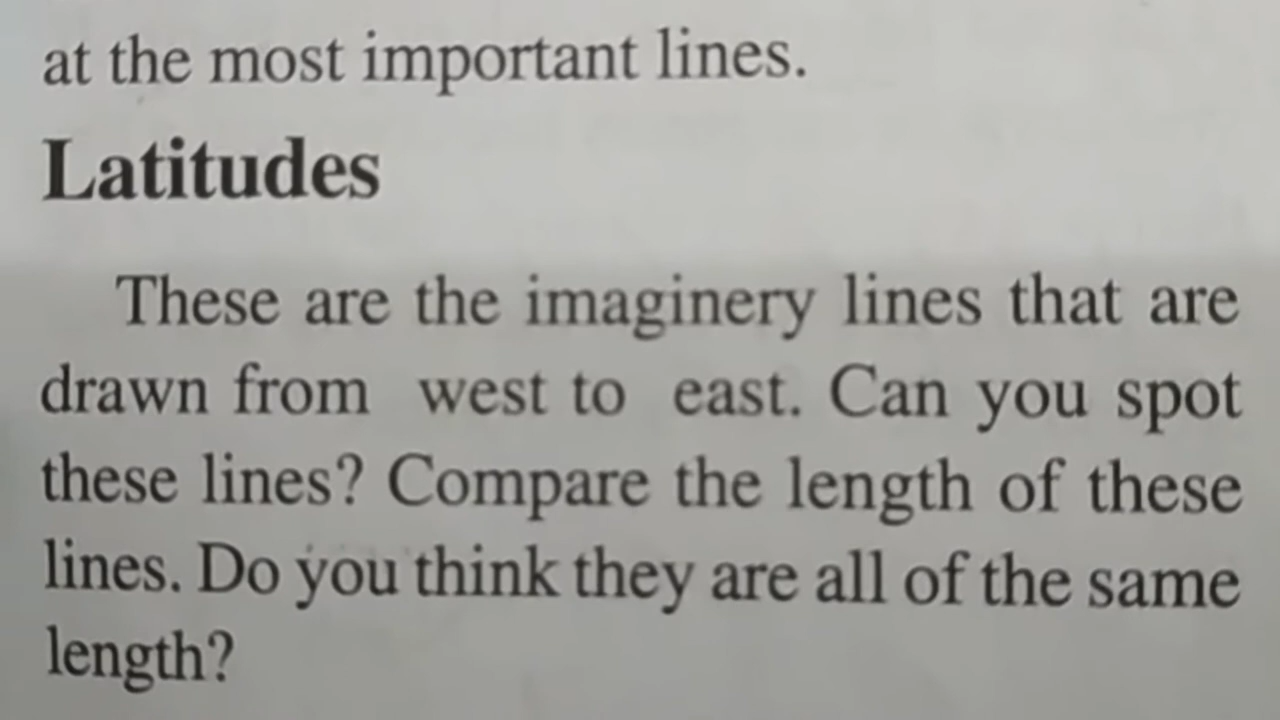 at the most important lines.
Latitudes
These are the imaginery lines that are
drawn from west to east. Can you spot
these lines? Compare the length of these
lines. Do you think they are all of the same
length?